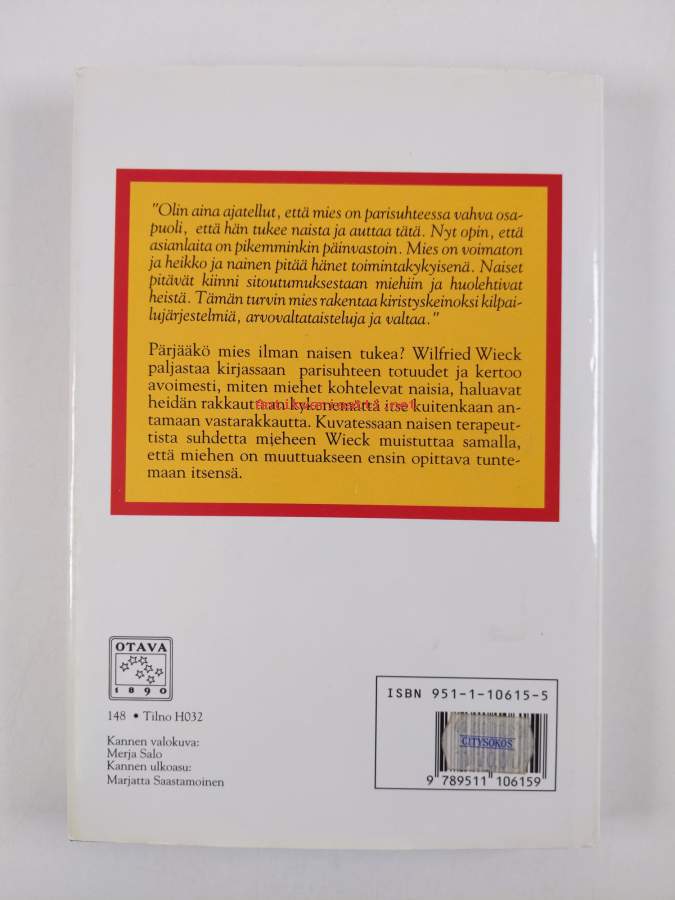 "Olin aina ajatellut, että mies on parisuhteessa vahva osa-
puoli, että hän tukee naista ja auttaa tätä. Nyt opin, että
asianlaita on pikemminkin päinvastoin. Mies on voimaton
ja heikko ja nainen pitää hänet toimintakykyisenä. Naiset
pitävät kiinni sitoutumuksestaan miehiin ja huolehtivat
heistä. Tämän turvin mies rakentaa kiristyskeinoksi kilpai-
lujärjestelmiä, arvovaltataisteluja ja valtaa."
Pärjääkö mies ilman naisen tukea? Wilfried Wieck
paljastaa kirjassaan parisuhteen totuudet ja kertoo
avoimesti, miten miehet kohtelevat naisia, haluavat
heidän rakkauttaan kykenemättä itse kuitenkaan an-
tamaan vastarakkautta. Kuvatessaan naisen terapeut-
tista suhdetta mieheen Wieck muistuttaa samalla,
että miehen on muuttuakseen ensin opittava tunte-
maan itsensä.
OTAVA
1890
148 • Tilno H032
Kannen valokuva:
Merja Salo
Kannen ulkoasu:
Marjatta Saastamoinen
ISBN 951-1-10615-5
CITYSOKOS
9 789511 106159